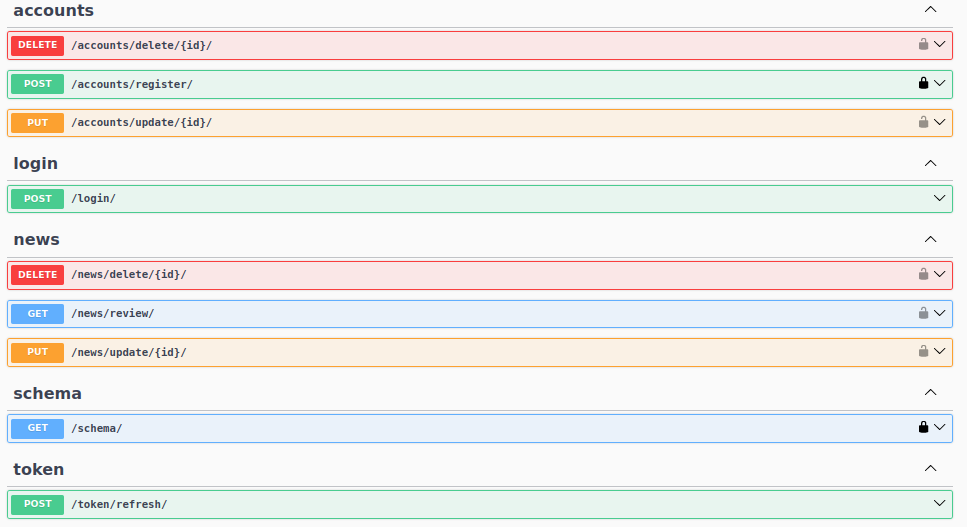 accounts
DELETE /accounts/delete/{id}/
POST /accounts/register/
PUT /accounts/update/{id}/
login
POST /login/
news
DELETE /news/delete/{id}/
GET /news/review/
PUT /news/update/{id}/
schema
GET /schema/
token
POST /token/refresh/